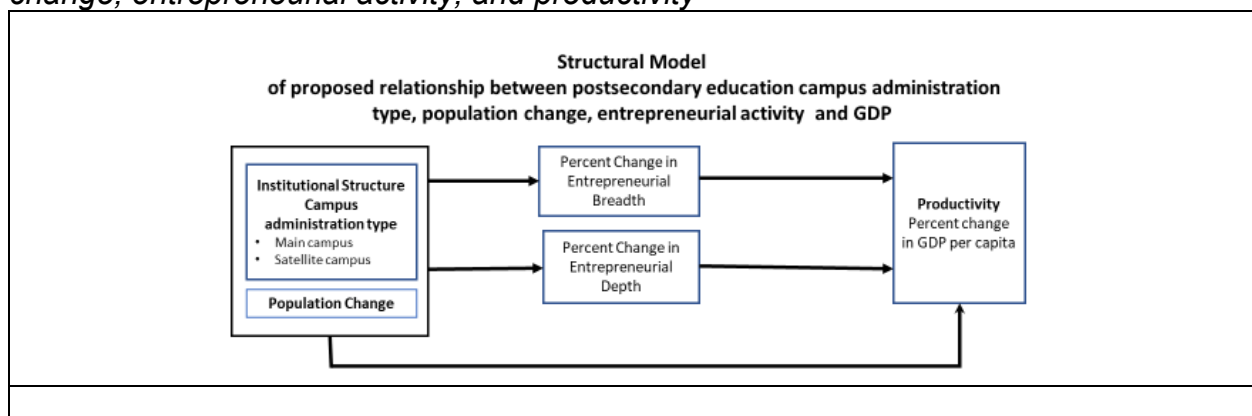 change, entrepreneurial activity, and productivity
Structural Model
of proposed relationship between postsecondary education campus administration
type, population change, entrepreneurial activity and GDP
Institutional Structure
Campus
administration type
• Main campus
• Satellite campus
Population Change
Percent Change in
Entrepreneurial
Breadth
Percent Change in
Entrepreneurial
Depth
Productivity
Percent change
in GDP per capita